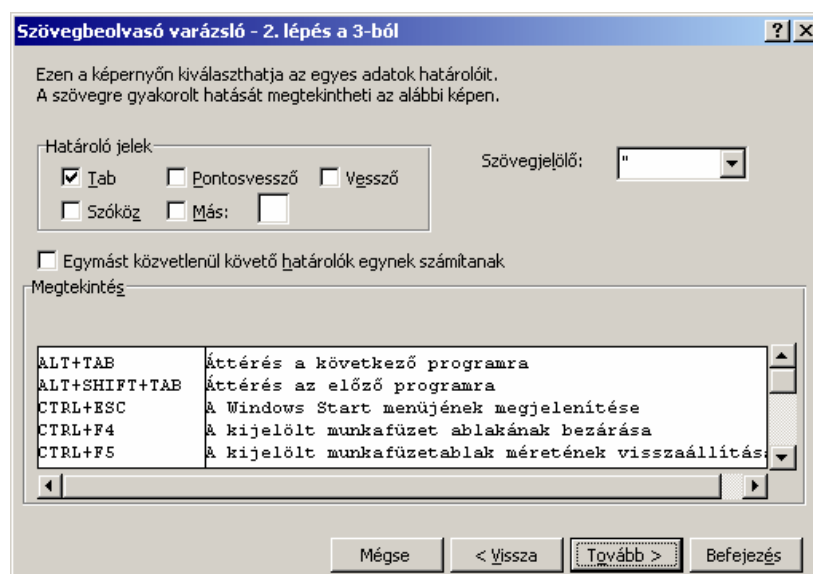 Szövegbeolvasó varázsló - 2. lépés a 3-ból
Ezen a képernyőn kiválaszthatja az egyes adatok határolóit.
A szövegre gyakorolt hatását megtekintheti az alábbi képen.
Határoló jelek
Szövegjelölő: "
Tab Pontosvessző Vessző
Szóköz Más:
Egymást közvetlenül követő határolók egynek számítanak
Megtekintés
ALT+TAB Áttérés a következő programra
ALT+SHIFT+TAB Áttérés az előző programra
CTRL+ESC A Windows Start menüjének megjelenítése
CTRL+F4 A kijelölt munkafüzet ablakának bezárása
CTRL+F5 A kijelölt munkafüzetablak méretének visszaállítás
Mégse < Vissza Tovább > Befejezés